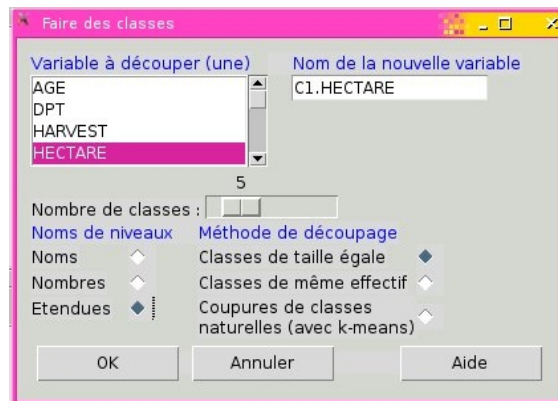 Faire des classes
Variable à découper (une)
Nom de la nouvelle variable
AGE
DPT
HARVEST
HECTARE
C1.HECTARE
5
Nombre de classes :
Noms de niveaux
Méthode de découpage
Noms
Classes de taille égale
Nombres
Classes de même effectif
Etendues
Coupures de classes
naturelles (avec k-means)
OK
Annuler
Aide